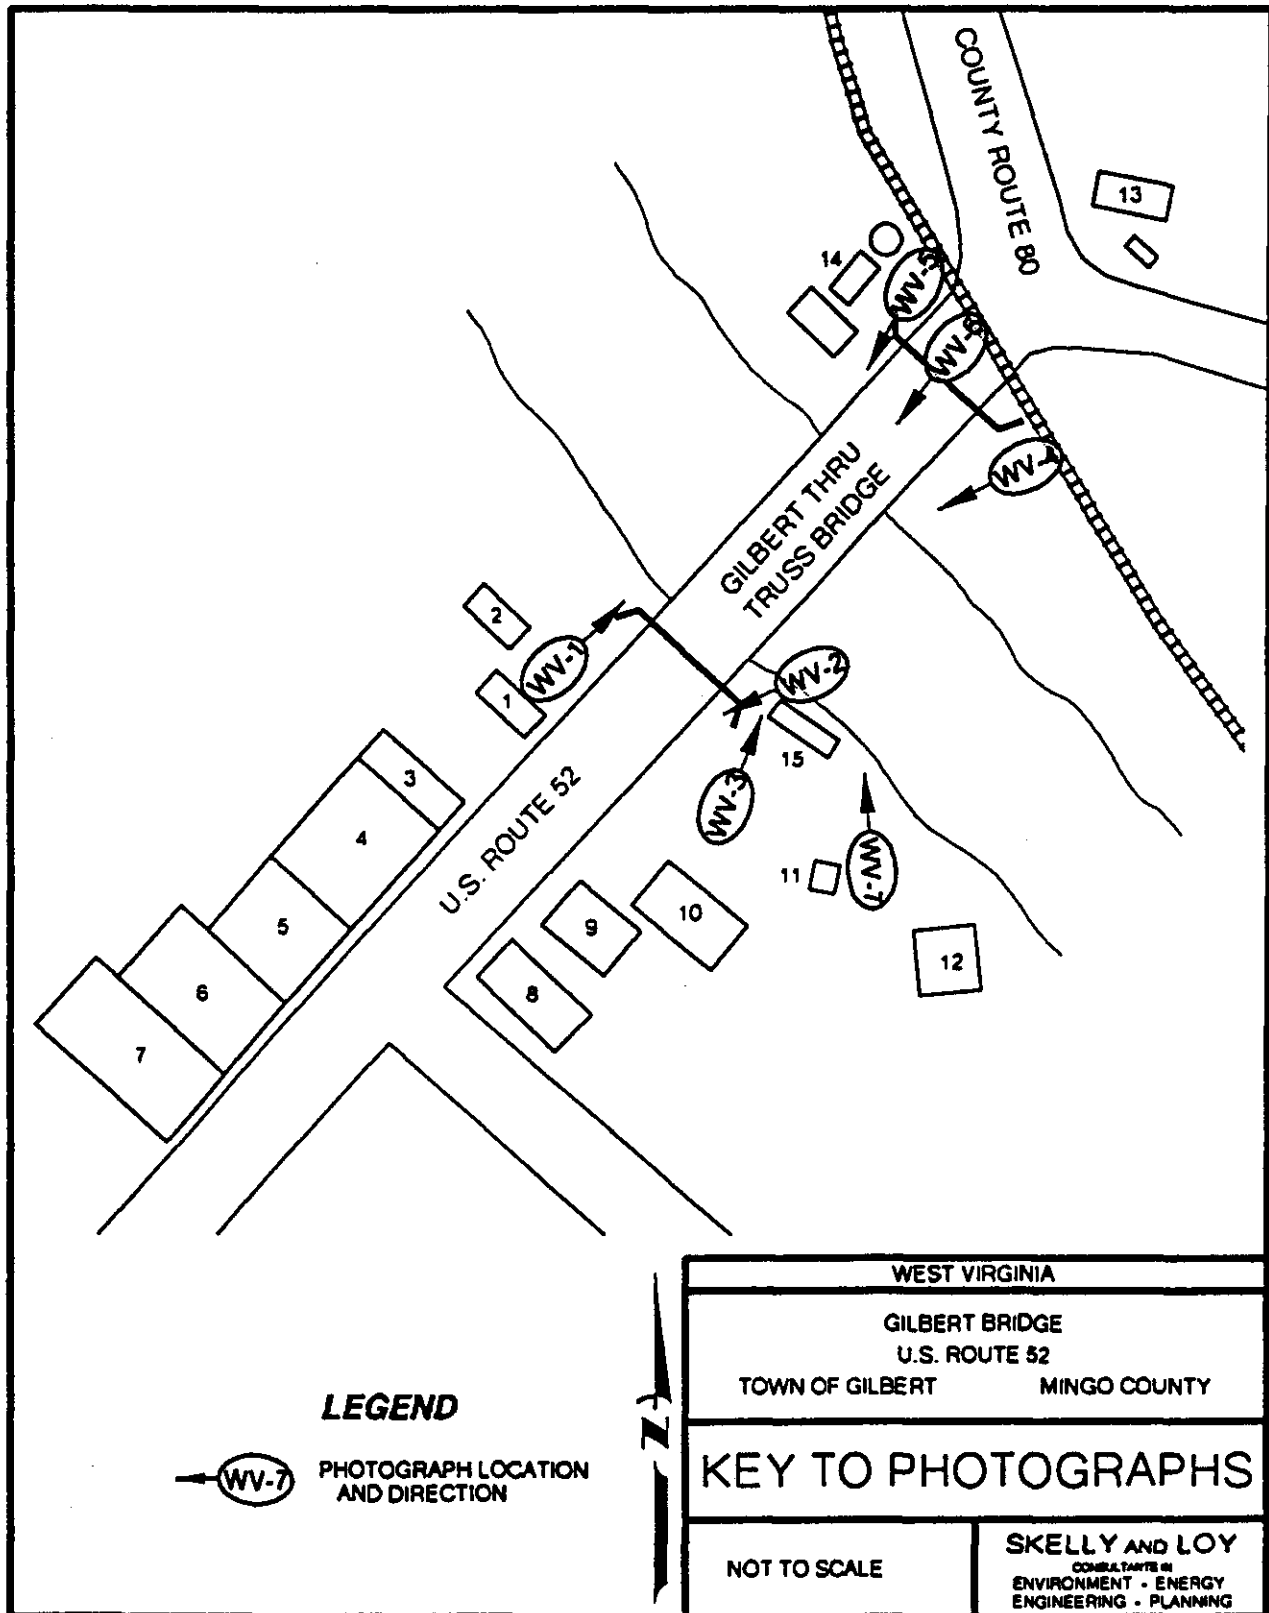 COUNTY ROUTE 80
13
14
WV-5
WV-6
WV-4
GILBERT THRU
TRUSS BRIDGE
2
WV-1
1
WV-2
15
WV-3
3
4
U.S. ROUTE 52
5
6
7
8
9
10
11
WV-7
12
LEGEND
WV-7
PHOTOGRAPH LOCATION
AND DIRECTION
N
WEST VIRGINIA
GILBERT BRIDGE
U.S. ROUTE 52
TOWN OF GILBERT MINGO COUNTY
KEY TO PHOTOGRAPHS
NOT TO SCALE
SKELLY AND LOY
CONSULTANTS IN
ENVIRONMENT - ENERGY
ENGINEERING - PLANNING